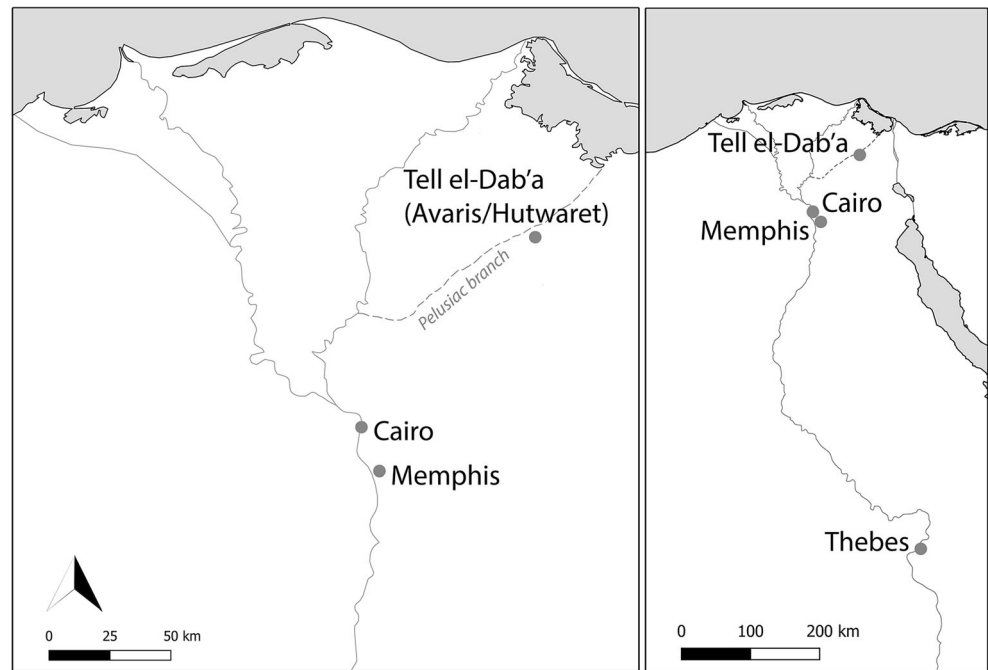 Tell el-Dab'a
(Avaris/Hutwaret)
Pelusiac branch
Cairo
Memphis
0 25 50 km
Tell el-Dab'a
Cairo
Memphis
Thebes
0 100 200 km